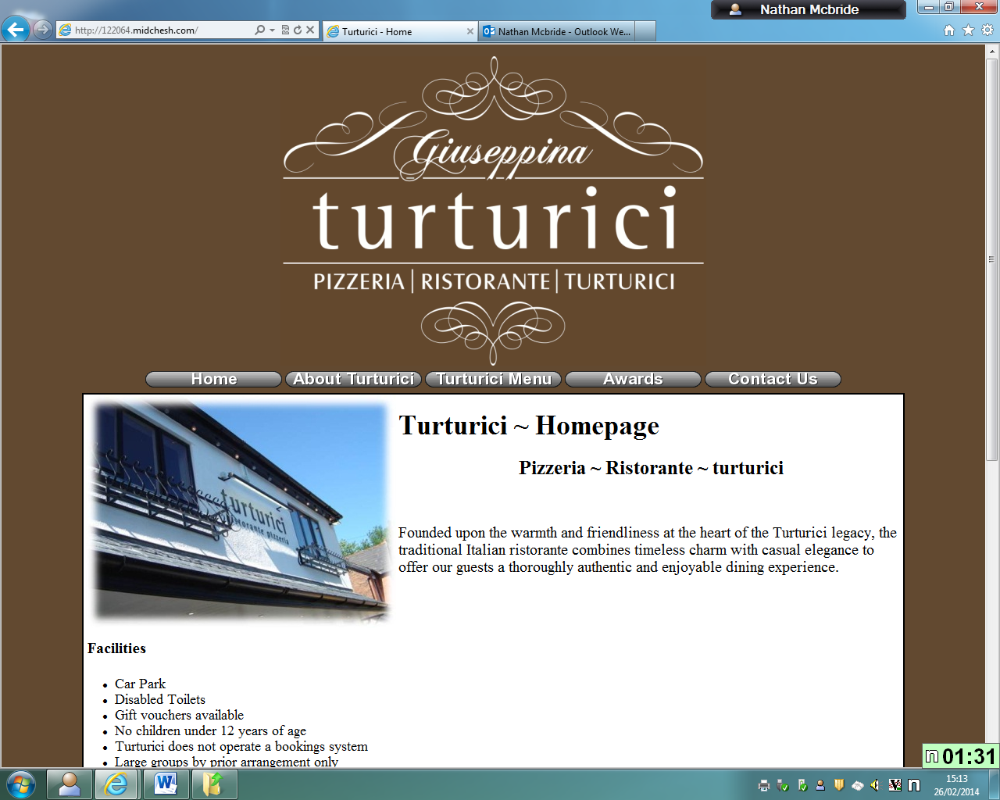 Nathan Mcbride
http://122064.midchesh.com/
Turturici - Home
Nathan Mcbride - Outlook We...
Giuseppina
turturici
PIZZERIA | RISTORANTE | TURTURICI
Home
About Turturici
Turturici Menu
Awards
Contact Us
turturici
ristorante pizzeria
Turturici ~ Homepage
Pizzeria ~ Ristorante ~ turturici
Founded upon the warmth and friendliness at the heart of the Turturici legacy, the
traditional Italian ristorante combines timeless charm with casual elegance to
offer our guests a thoroughly authentic and enjoyable dining experience.
Facilities
• Car Park
• Disabled Toilets
• Gift vouchers available
• No children under 12 years of age
• Turturici does not operate a bookings system
• Large groups by prior arrangement only
01:31
15:13
26/02/2014